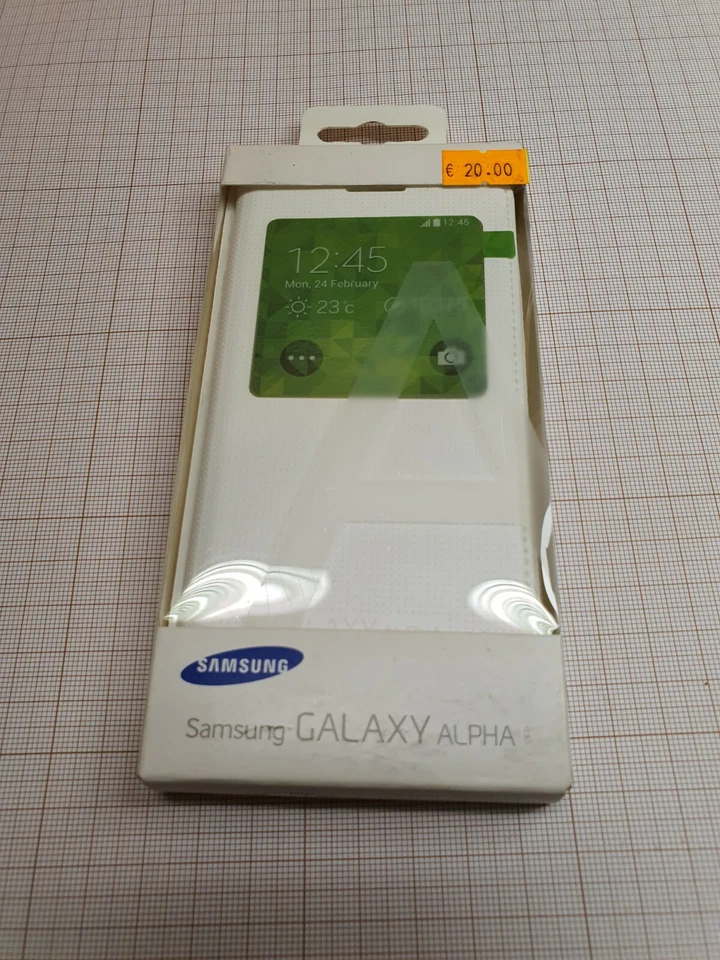 € 20.00
12:45
12:45
Mon, 24 February
23°c
SAMSUNG
Samsung GALAXY ALPHA